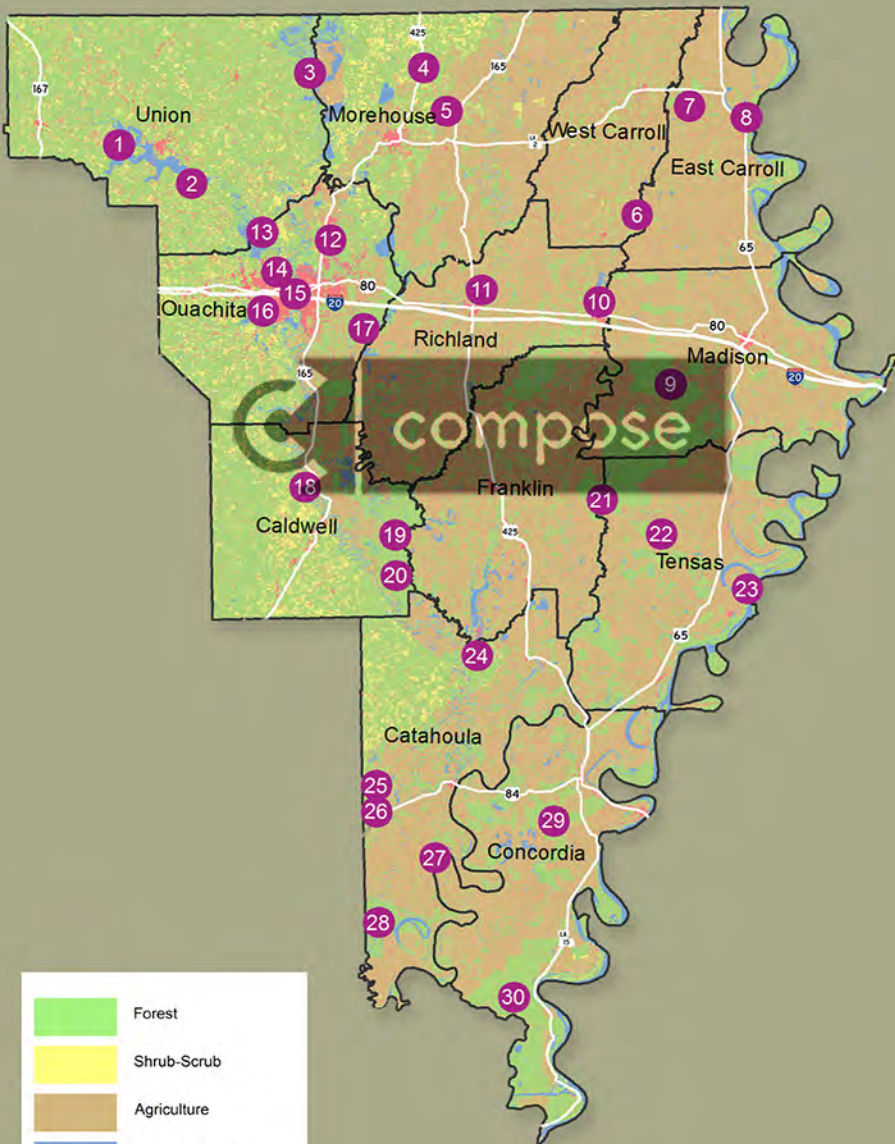 167
425
3
4
165
Union
Morehouse
5
7
8
1
West Carroll
LA 2
East Carroll
2
6
13
12
65
14
11
10
15
80
Ouachita
16
20
17
Richland
80
Madison
165
9
20
compose
18
Franklin
21
Caldwell
19
425
22
Tensas
20
23
65
24
Catahoula
25
26
84
29
27
Concordia
28
LA 15
30
Forest
Shrub-Scrub
Agriculture